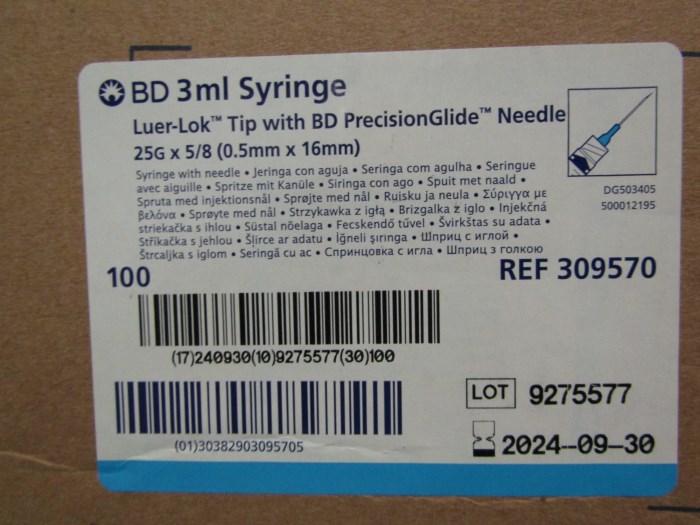 BD 3ml Syringe
Luer-Lok™ Tip with BD PrecisionGlide™ Needle
25G x 5/8 (0.5mm x 16mm)
Syringe with needle • Jeringa con aguja • Seringa com agulha • Seringue
avec aiguille • Spritze mit Kanüle • Siringa con ago • Spuit met naald •
Spruta med injektionsnål • Sprøjte med nål • Ruisku ja neula • Σύριγγα με
βελόνα • Sprøyte med nål • Strzykawka z igłą • Brizgalka z iglo • Injekčná
striekačka s ihlou • Süstal nõelaga • Fecskendő tűvel • Švirkštas su adata •
Stříkačka s jehlou • Šļirce ar adatu • İğneli şırınga • Шприц с иглой •
Štrcaljka s iglom • Seringă cu ac • Спринцовка с игла • Шприц з голкою
DG503405
500012195
100
REF 309570
(17)240930(10)9275577(30)100
(01)30382903095705
LOT 9275577
2024--09-30